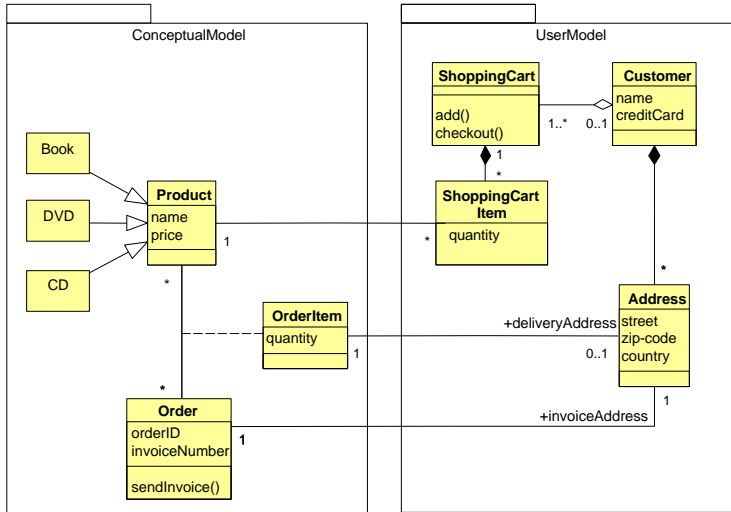 ConceptualModel
UserModel
ShoppingCart
add()
checkout()
1..*
0..1
Customer
name
creditCard
1
*
Book
DVD
CD
Product
name
price
1
*
ShoppingCart
Item
quantity
*
*
OrderItem
quantity
1
+deliveryAddress
0..1
Address
street
zip-code
country
*
Order
orderID
invoiceNumber
sendInvoice()
1
+invoiceAddress
1